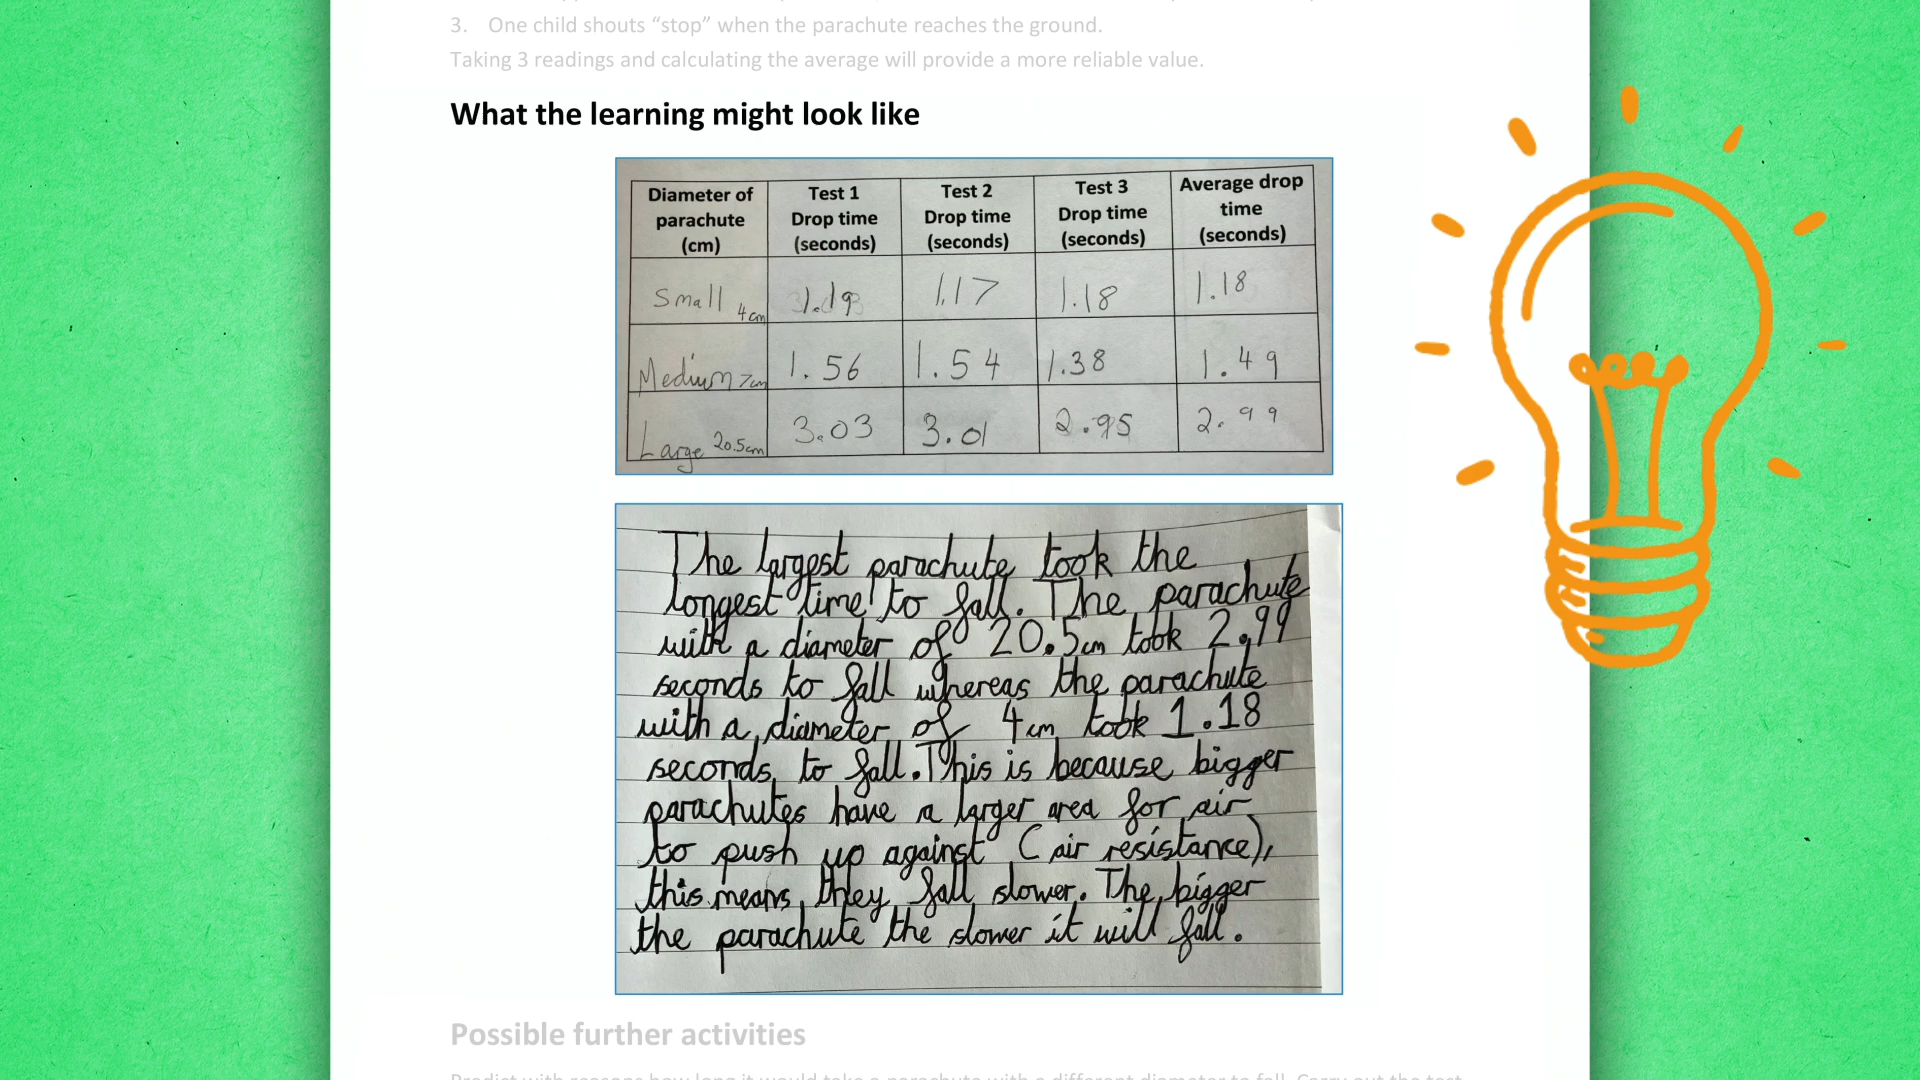 3. One child shouts “stop” when the parachute reaches the ground.
Taking 3 readings and calculating the average will provide a more reliable value.
What the learning might look like
Diameter of parachute (cm) Test 1 Drop time (seconds) Test 2 Drop time (seconds) Test 3 Drop time (seconds) Average drop time (seconds)
Small 4cm 1.19 1.17 1.18 1.18
Medium 7cm 1.56 1.54 1.38 1.49
Large 20.5cm 3.03 3.01 2.95 2.99
The largest parachute took the
longest time to fall. The parachute
with a diameter of 20.5cm took 2.99
seconds to fall whereas the parachute
with a diameter of 4cm took 1.18
seconds to fall. This is because bigger
parachutes have a larger area for air
to push up against (air resistance),
this means they fall slower. The bigger
the parachute the slower it will fall.
Possible further activities